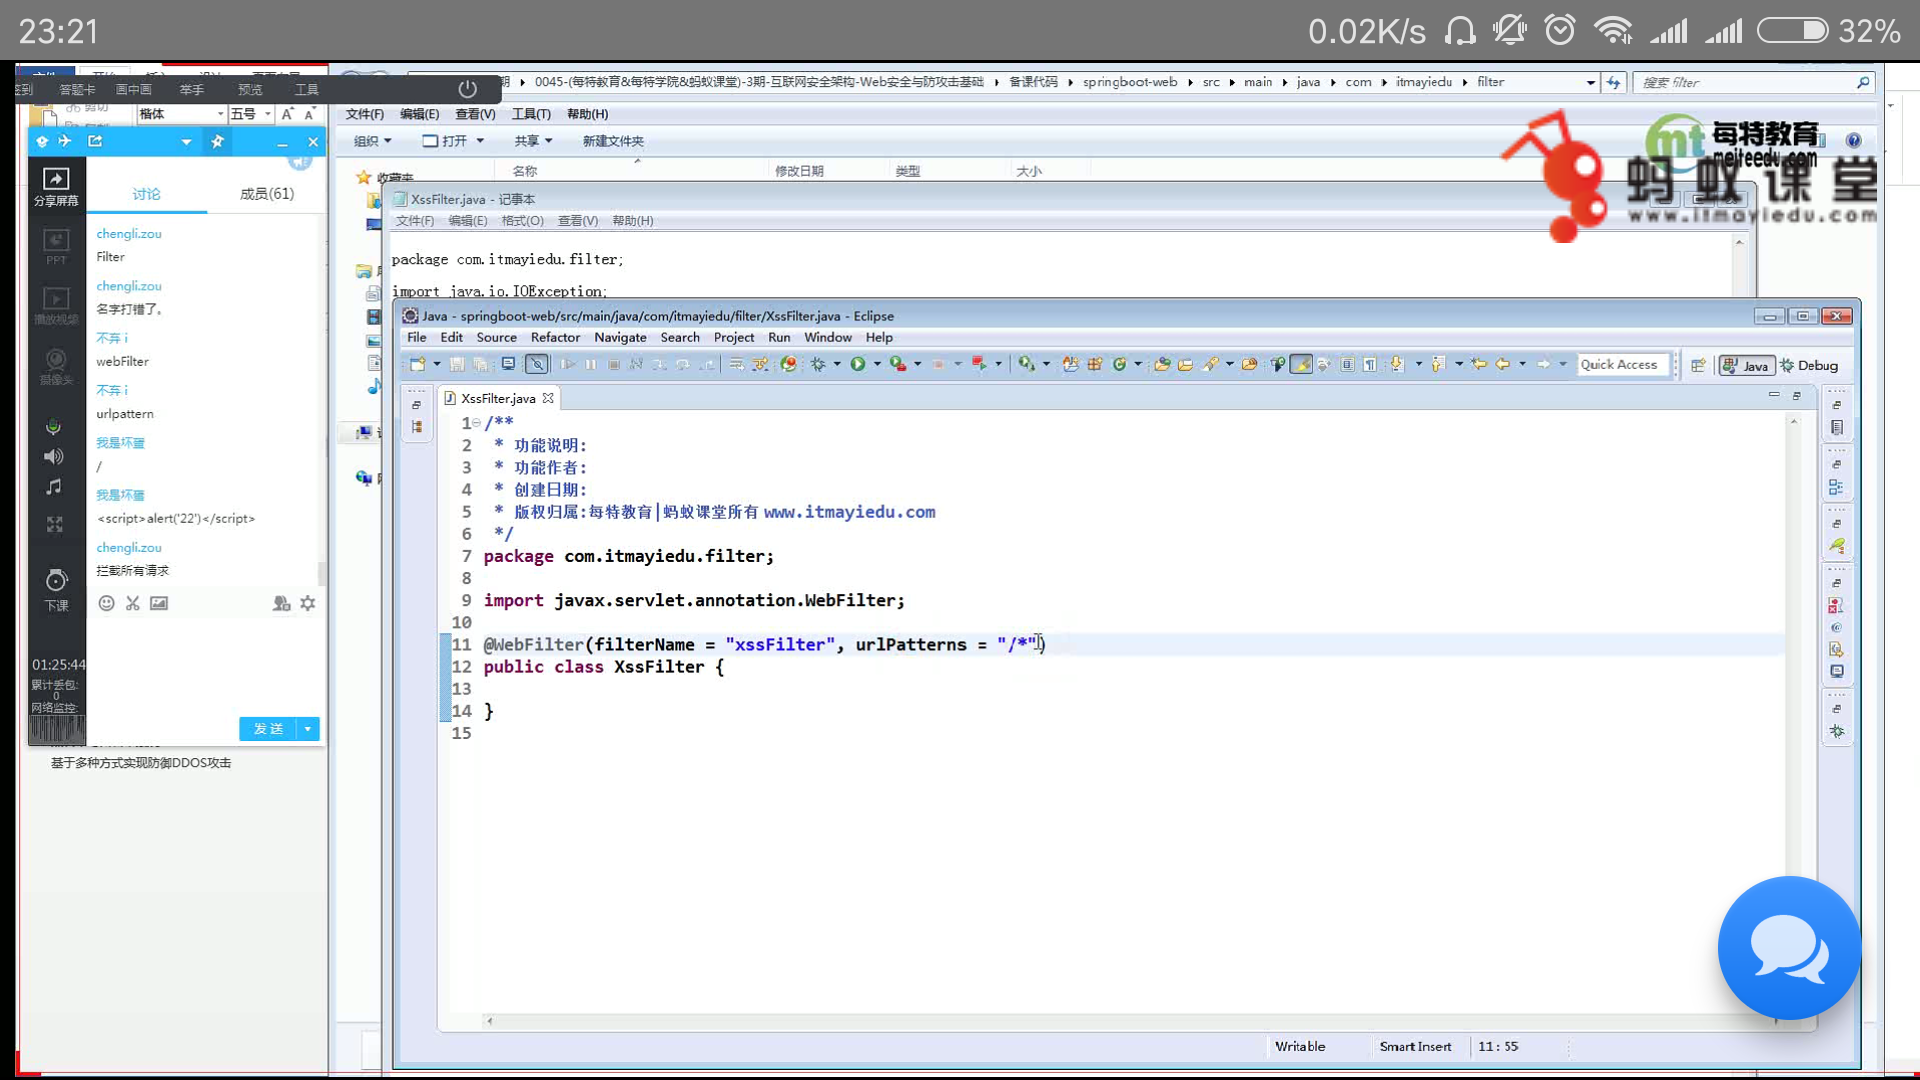 23:21
0.02K/s
32%
答题卡 画中画 举手 预览 工具
楷体 五号
0045-(每特教育&每特学院&蚂蚁课堂)-3期-互联网安全架构-Web安全与防攻击基础 备课代码 springboot-web src main java com itmayiedu filter
搜索 filter
文件(F) 编辑(E) 查看(V) 工具(T) 帮助(H)
组织 打开 共享 新建文件夹
收藏夹 名称 修改日期 类型 大小
每特教育
meiteedu.com
蚂蚁课堂
www.itmayiedu.com
分享屏幕
PPT
播放视频
摄像头
下课
01:25:44
累计丢包:
0
网络监控:
讨论 成员(61)
chengli.zou
Filter
chengli.zou
名字打错了。
不弃 i
webFilter
不弃 i
urlpattern
我是坏蛋
/
我是坏蛋
<script>alert('22')</script>
chengli.zou
拦截所有请求
发送
基于多种方式实现防御DDOS攻击
XssFilter.java - 记事本
文件(F) 编辑(E) 格式(O) 查看(V) 帮助(H)
package com.itmayiedu.filter;
import java.io.IOException;
Java - springboot-web/src/main/java/com/itmayiedu/filter/XssFilter.java - Eclipse
File Edit Source Refactor Navigate Search Project Run Window Help
Quick Access Java Debug
XssFilter.java
1 /**
2 * 功能说明:
3 * 功能作者:
4 * 创建日期:
5 * 版权归属:每特教育|蚂蚁课堂所有 www.itmayiedu.com
6 */
7 package com.itmayiedu.filter;
8
9 import javax.servlet.annotation.WebFilter;
10
11 @WebFilter(filterName = "xssFilter", urlPatterns = "/*")
12 public class XssFilter {
13
14 }
15
Writable Smart Insert 11 : 55